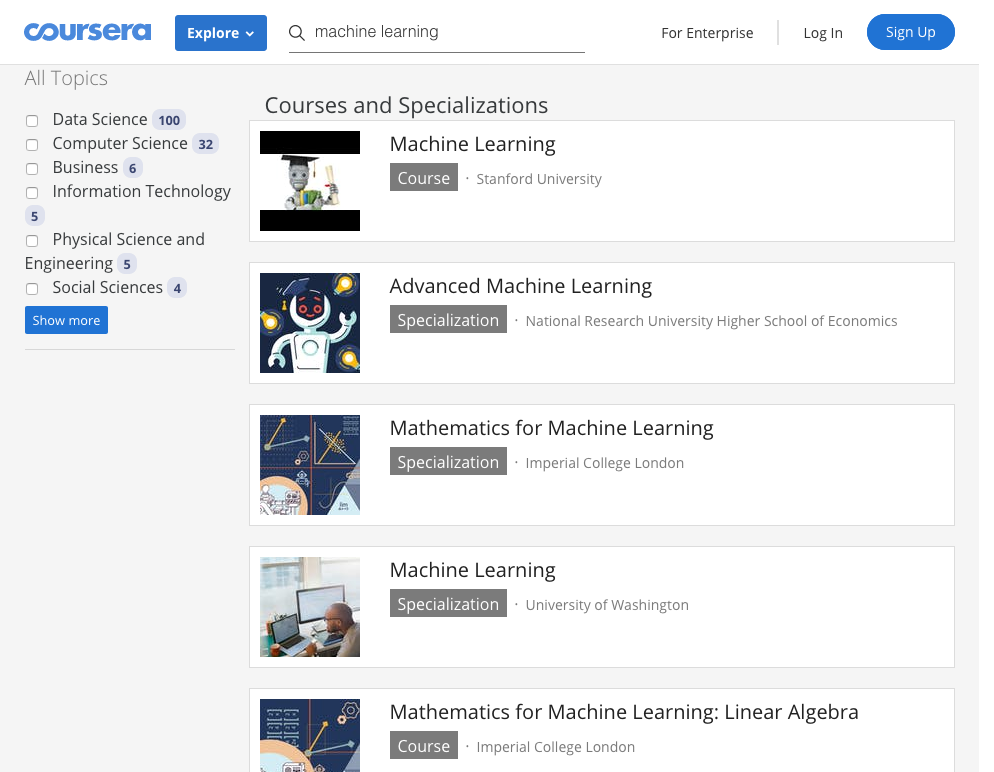 coursera
Explore
machine learning
For Enterprise
Log In
Sign Up
All Topics
Data Science 100
Computer Science 32
Business 6
Information Technology
5
Physical Science and
Engineering 5
Social Sciences 4
Show more
Courses and Specializations
Machine Learning
Course · Stanford University
Advanced Machine Learning
Specialization · National Research University Higher School of Economics
Mathematics for Machine Learning
Specialization · Imperial College London
Machine Learning
Specialization · University of Washington
Mathematics for Machine Learning: Linear Algebra
Course · Imperial College London